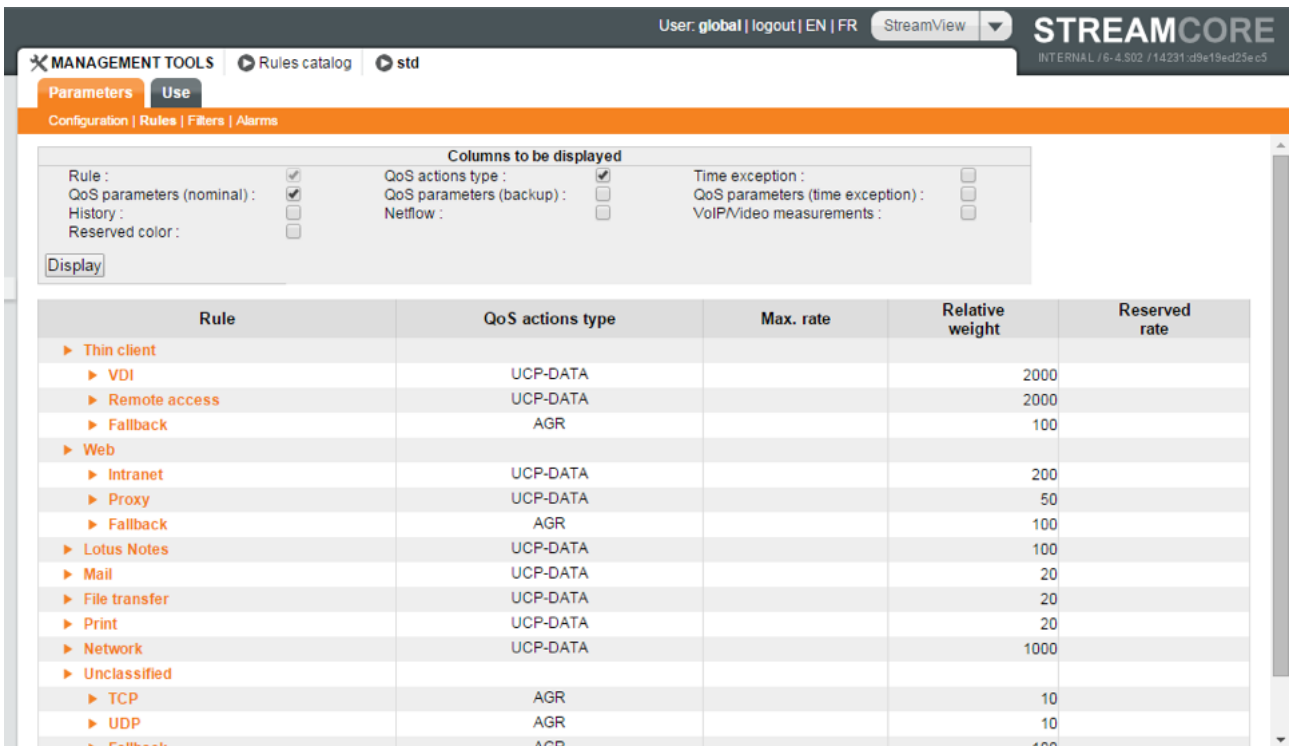 User: global | logout | EN | FR StreamView STREAMCORE
INTERNAL / 6-4.S02 / 14231:d9e19ed25ec5
MANAGEMENT TOOLS Rules catalog std
Parameters Use
Configuration | Rules | Filters | Alarms
Columns to be displayed
Rule : QoS actions type : Time exception :
QoS parameters (nominal) : QoS parameters (backup) : QoS parameters (time exception) :
History : Netflow : VoIP/Video measurements :
Reserved color :
Display
Rule QoS actions type Max. rate Relative weight Reserved rate
Thin client
VDI UCP-DATA 2000
Remote access UCP-DATA 2000
Fallback AGR 100
Web
Intranet UCP-DATA 200
Proxy UCP-DATA 50
Fallback AGR 100
Lotus Notes UCP-DATA 100
Mail UCP-DATA 20
File transfer UCP-DATA 20
Print UCP-DATA 20
Network UCP-DATA 1000
Unclassified
TCP AGR 10
UDP AGR 10
Fallback AGR 100